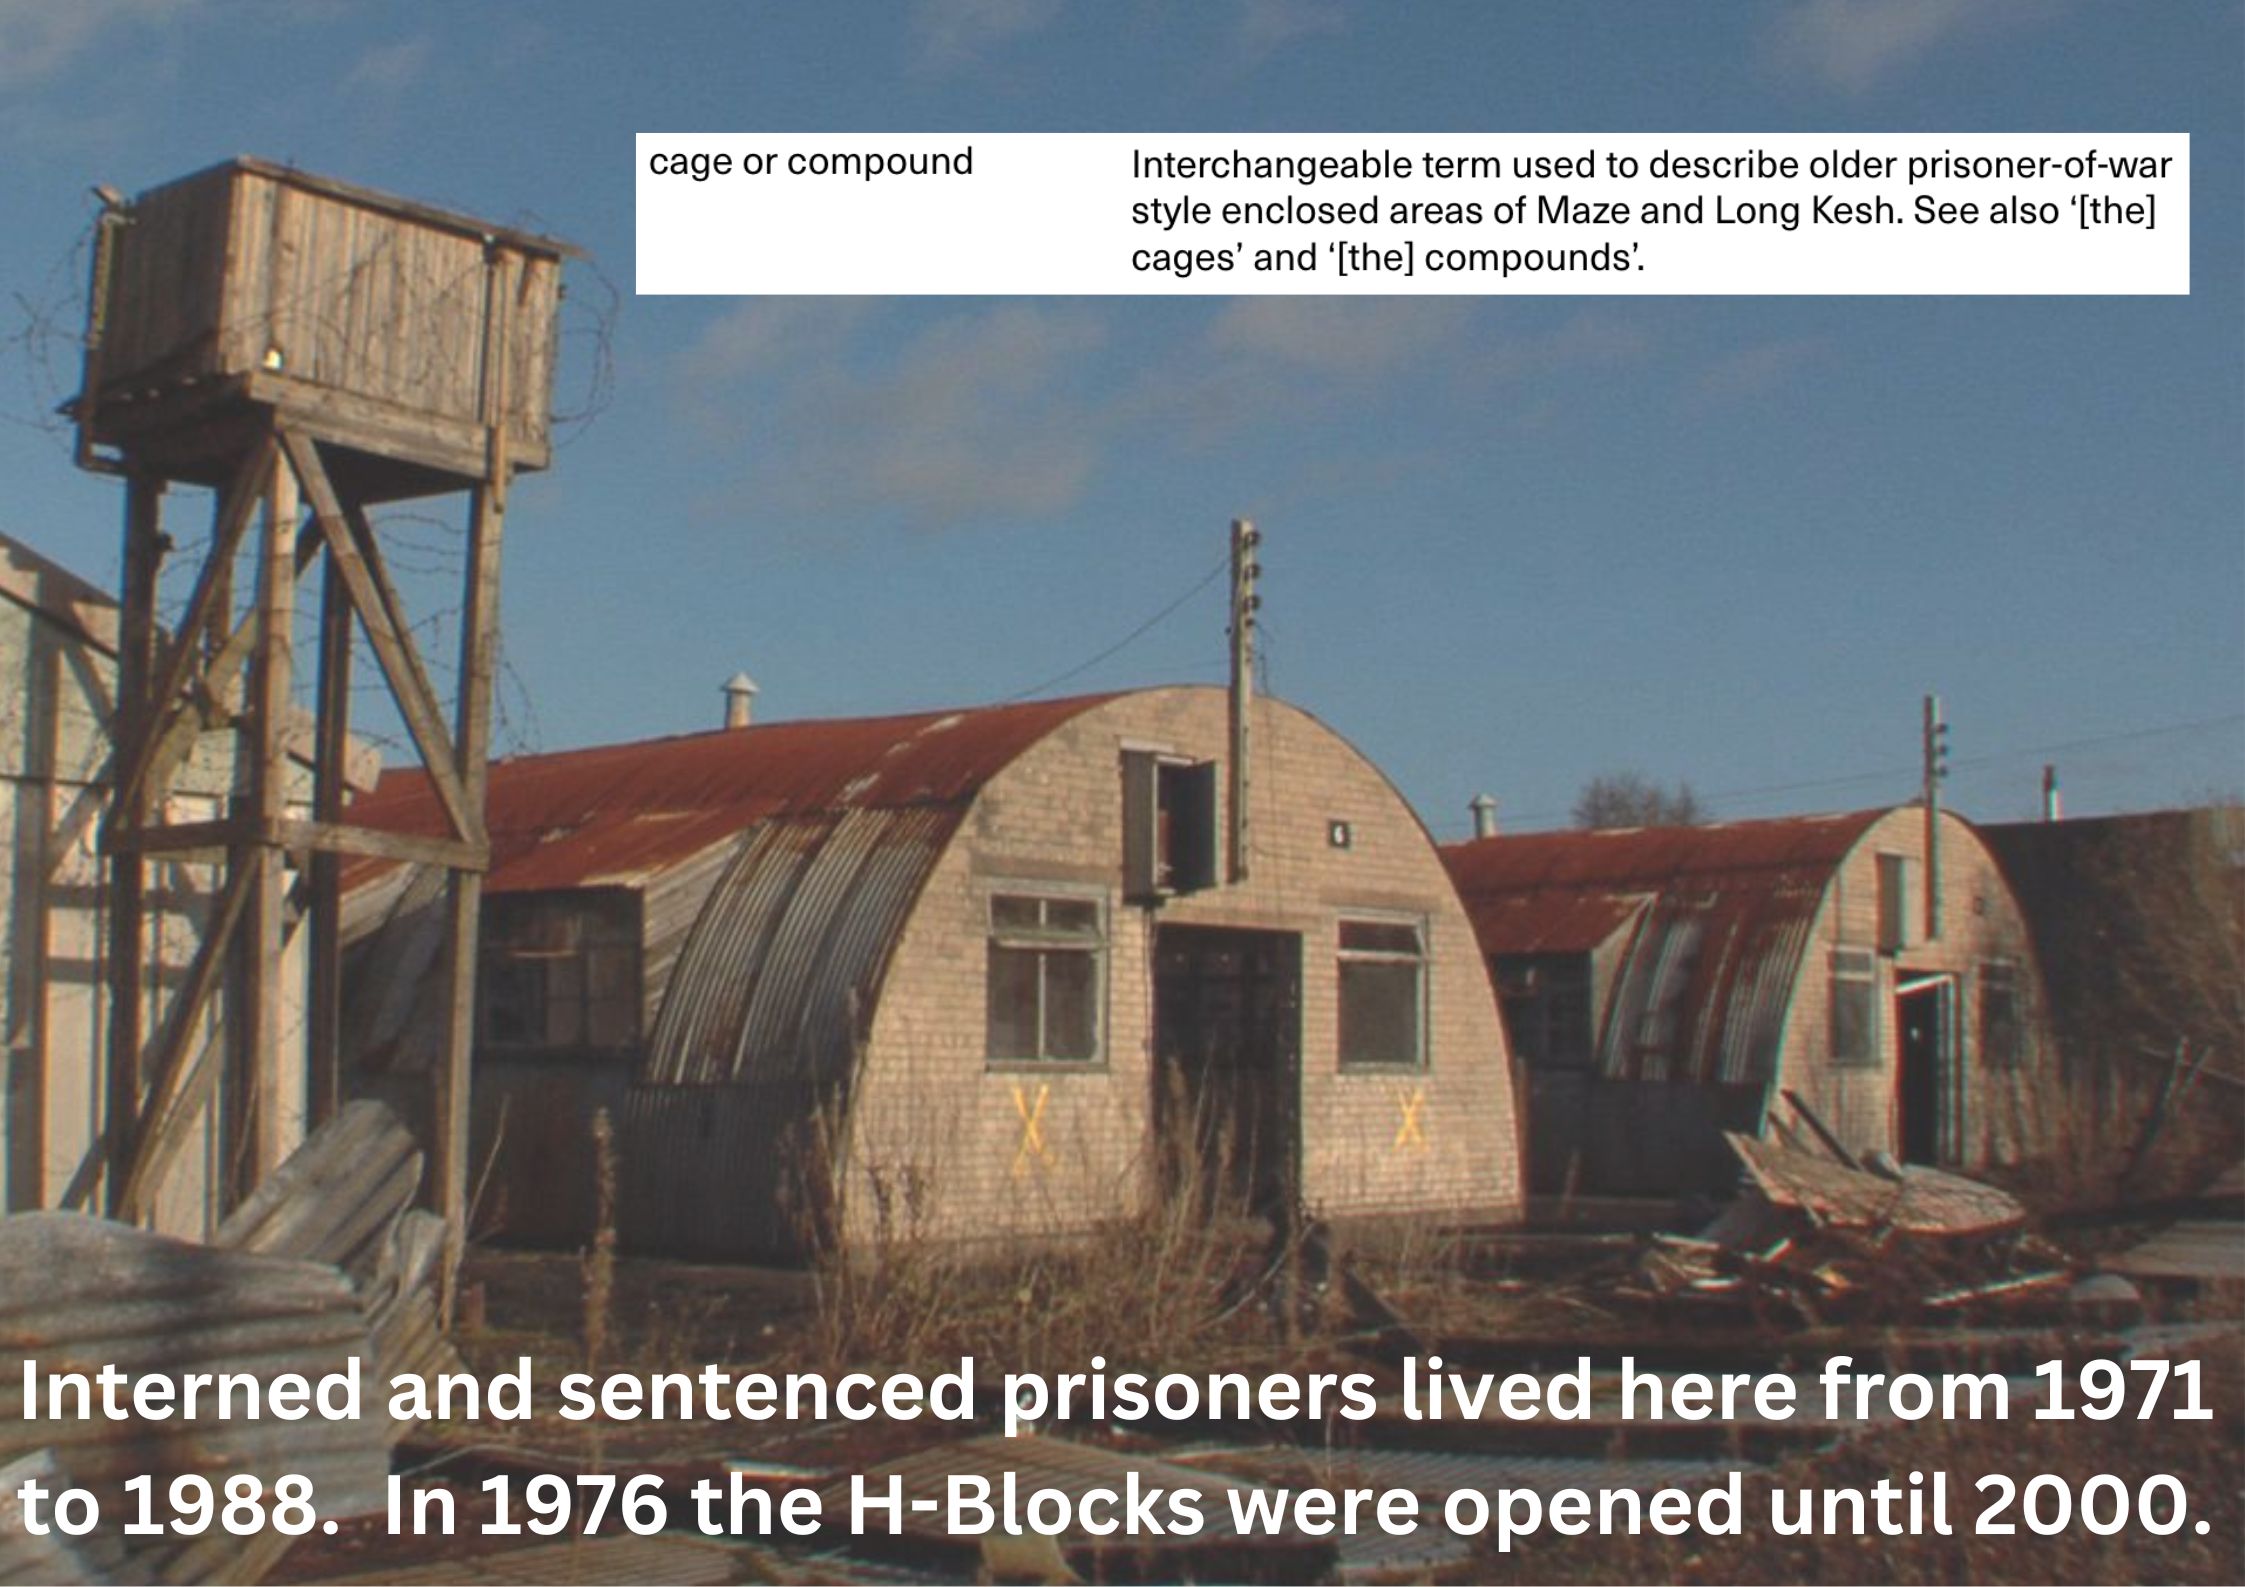 cage or compound
Interchangeable term used to describe older prisoner-of-war
style enclosed areas of Maze and Long Kesh. See also ‘[the]
cages’ and ‘[the] compounds’.
6
Interned and sentenced prisoners lived here from 1971
to 1988.  In 1976 the H-Blocks were opened until 2000.